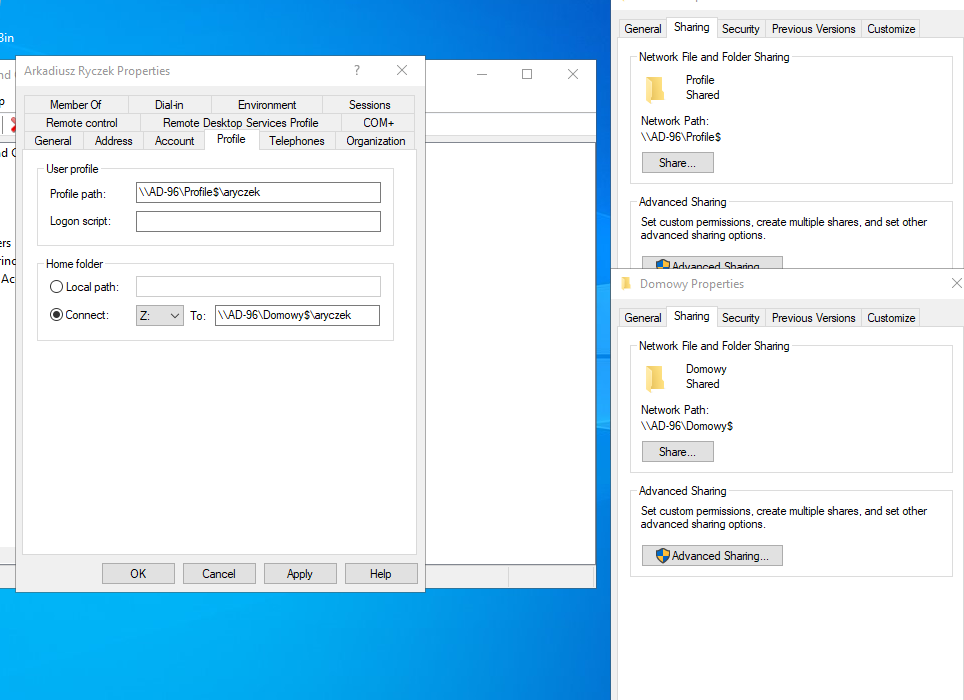 Bin
nd
p
nd C
ers
rinc
Ac
Arkadiusz Ryczek Properties
?
Member Of
Dial-in
Environment
Sessions
Remote control
Remote Desktop Services Profile
COM+
General
Address
Account
Profile
Telephones
Organization
User profile
Profile path:
\\AD-96\Profile$\aryczek
Logon script:
Home folder
Local path:
Connect:
Z:
To:
\\AD-96\Domowy$\aryczek
OK
Cancel
Apply
Help
General
Sharing
Security
Previous Versions
Customize
Network File and Folder Sharing
Profile
Shared
Network Path:
\\AD-96\Profile$
Share...
Advanced Sharing
Set custom permissions, create multiple shares, and set other
advanced sharing options.
Advanced Sharing...
Domowy Properties
General
Sharing
Security
Previous Versions
Customize
Network File and Folder Sharing
Domowy
Shared
Network Path:
\\AD-96\Domowy$
Share...
Advanced Sharing
Set custom permissions, create multiple shares, and set other
advanced sharing options.
Advanced Sharing...